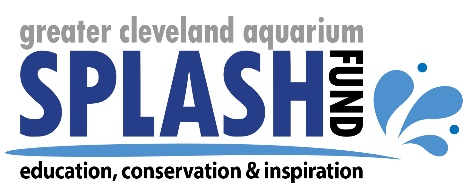 greater cleveland aquarium
SPLASH FUND
education, conservation & inspiration